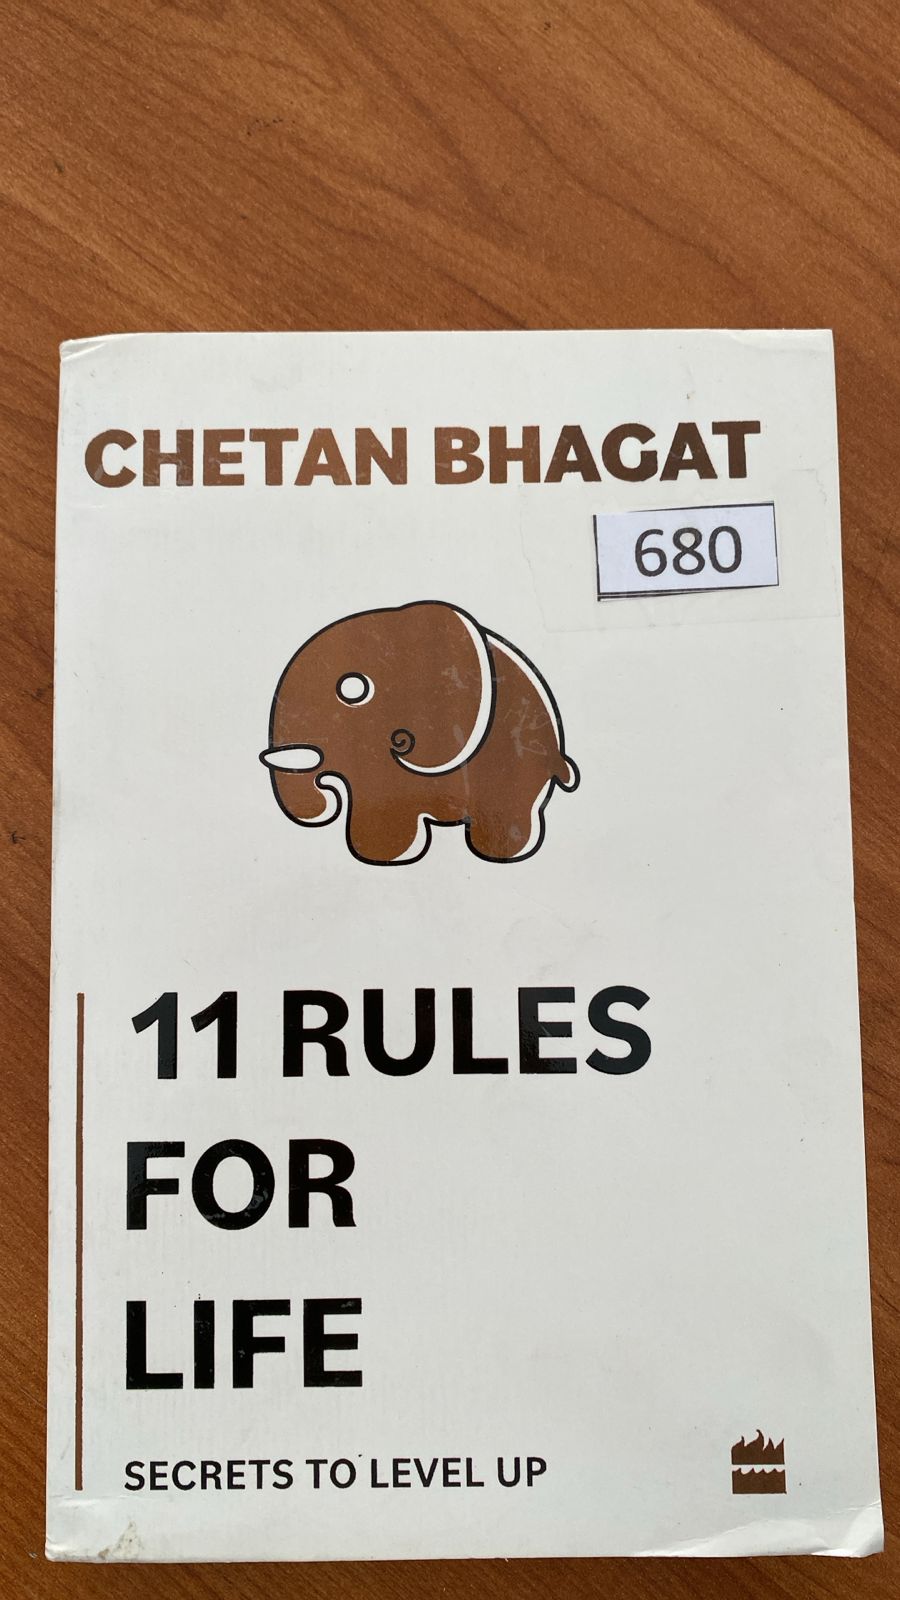 CHETAN BHAGAT
680
11 RULES
FOR
LIFE
SECRETS TO LEVEL UP